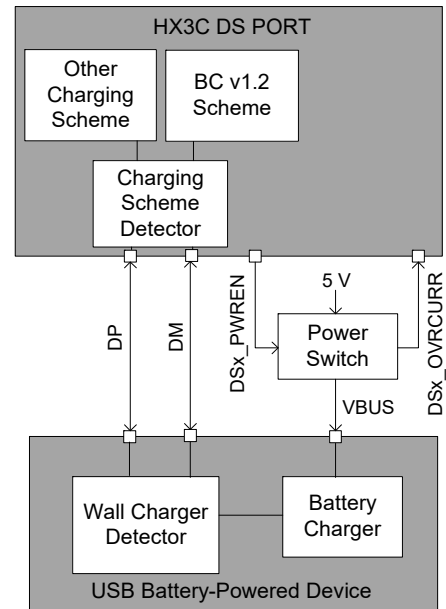 HX3C DS PORT
Other
Charging
Scheme
BC v1.2
Scheme
Charging
Scheme
Detector
DP
DM
DSx_PWREN
5 V
Power
Switch
DSx_OVRCURR
VBUS
Wall Charger
Detector
Battery
Charger
USB Battery-Powered Device